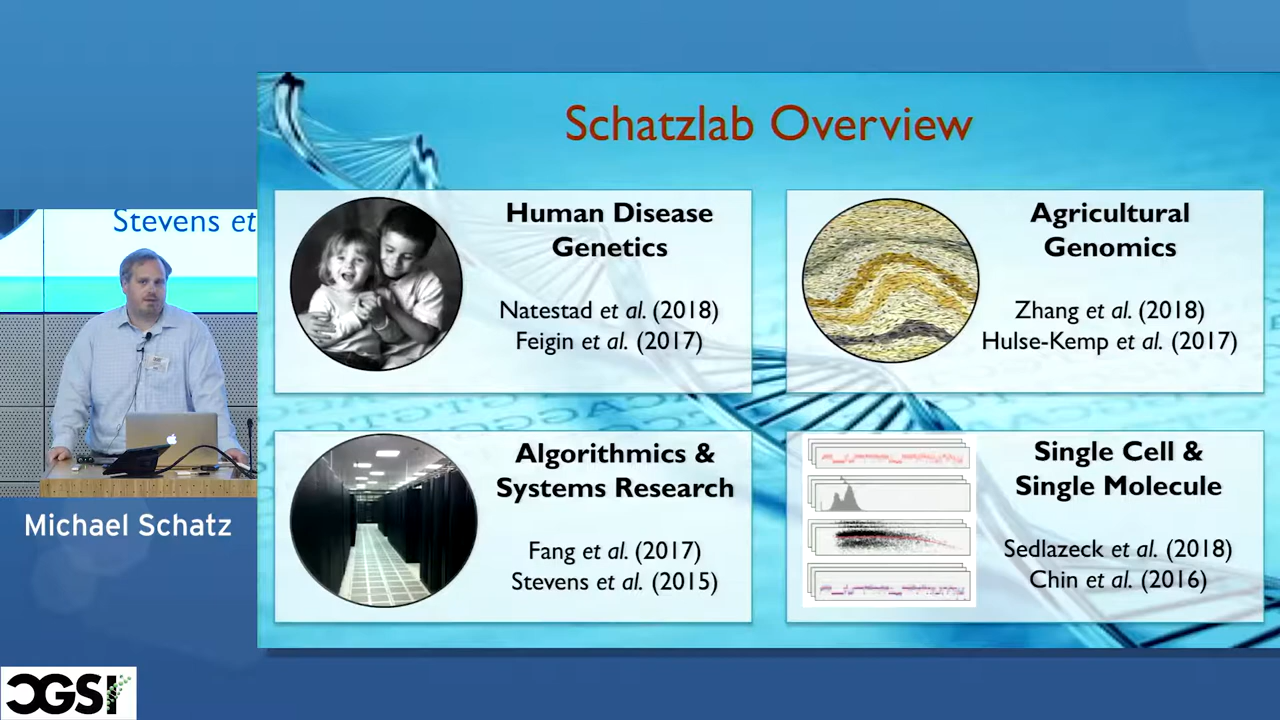 Schatzlab Overview
Human Disease
Genetics
Natestad et al. (2018)
Feigin et al. (2017)
Agricultural
Genomics
Zhang et al. (2018)
Hulse-Kemp et al. (2017)
Algorithmics &
Systems Research
Fang et al. (2017)
Stevens et al. (2015)
Single Cell &
Single Molecule
Sedlazeck et al. (2018)
Chin et al. (2016)
Stevens et
Michael Schatz
CGSI